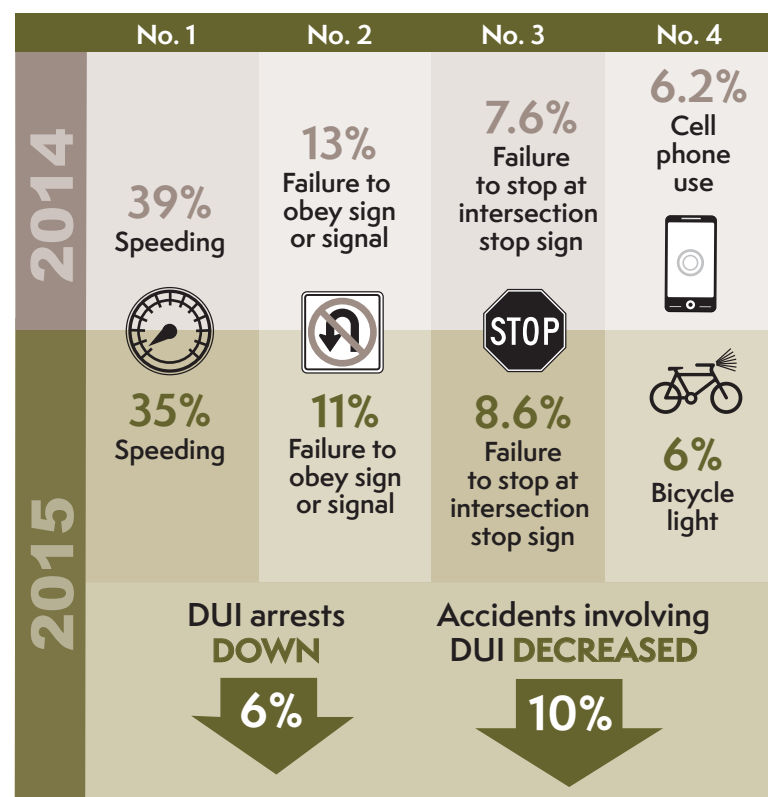 No. 1 No. 2 No. 3 No. 4
2014
39%
Speeding
13%
Failure to
obey sign
or signal
7.6%
Failure
to stop at
intersection
stop sign
6.2%
Cell
phone
use
STOP
2015
35%
Speeding
11%
Failure to
obey sign
or signal
8.6%
Failure
to stop at
intersection
stop sign
6%
Bicycle
light
DUI arrests
DOWN
6%
Accidents involving
DUI DECREASED
10%